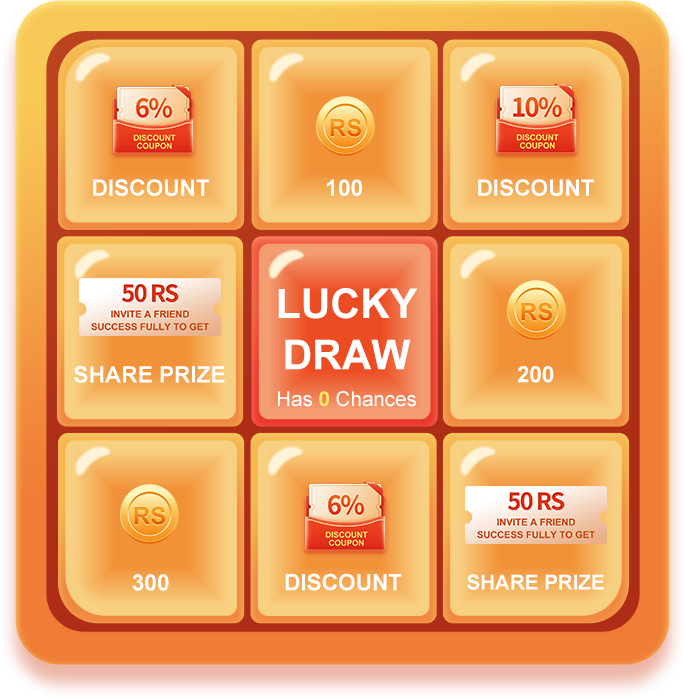 6%
DISCOUNT
COUPON
DISCOUNT
RS
100
10%
DISCOUNT
COUPON
DISCOUNT
50 RS
INVITE A FRIEND
SUCCESS FULLY TO GET
SHARE PRIZE
LUCKY
DRAW
Has 0 Chances
RS
200
RS
300
6%
DISCOUNT
COUPON
DISCOUNT
50 RS
INVITE A FRIEND
SUCCESS FULLY TO GET
SHARE PRIZE